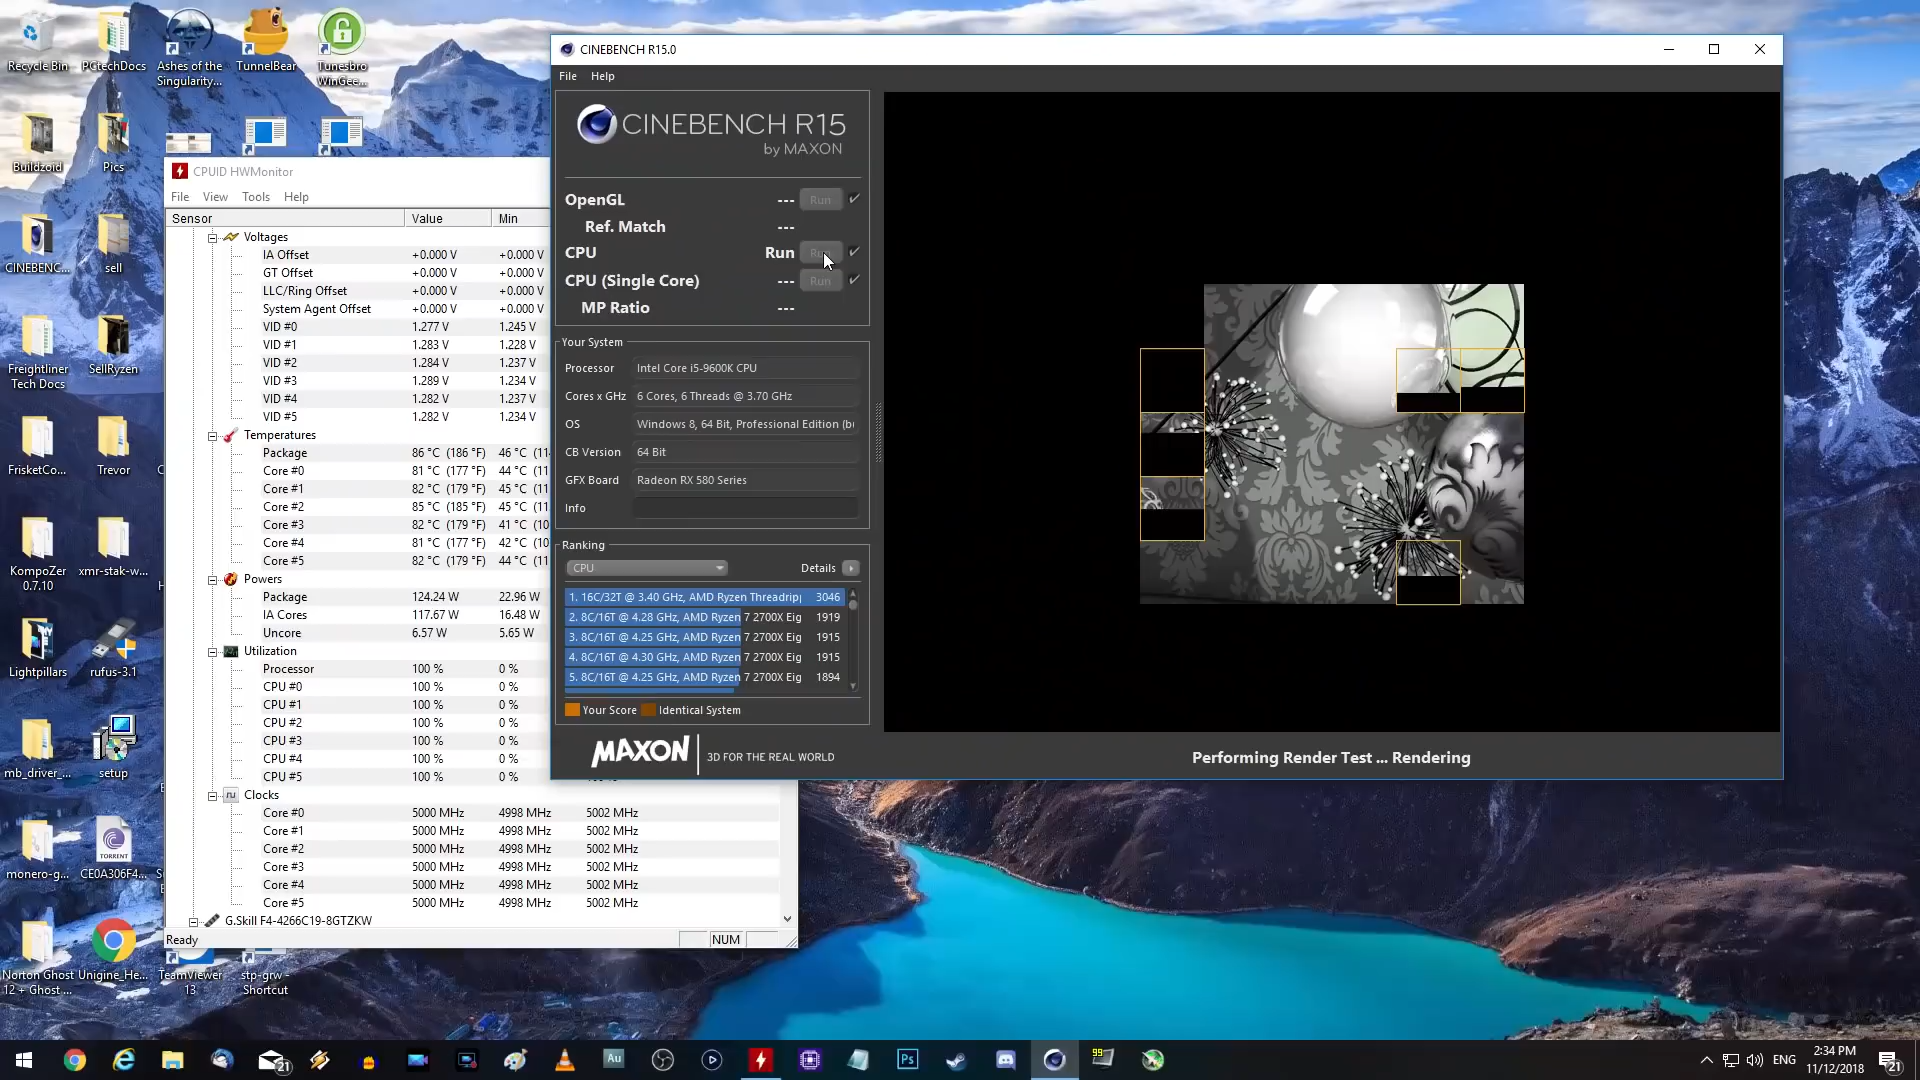 Recycle Bin
PCtechDocs
Ashes of the
Singularity...
TunnelBear
Tunesbro
WinGee...
Buildzoid
Pics
CINEBENC...
sell
Freightliner
Tech Docs
SellRyzen
FrisketCo...
Trevor
KompoZer
0.7.10
xmr-stak-w...
Lightpillars
rufus-3.1
mb_driver_...
setup
monero-g...
TORRENT
CE0A306F4...
Norton Ghost
12 + Ghost ...
Unigine_He...
TeamViewer
13
stp-grw -
Shortcut
CPUID HWMonitor
File View Tools Help
Sensor Value Min
Voltages
IA Offset +0.000 V +0.000 V
GT Offset +0.000 V +0.000 V
LLC/Ring Offset +0.000 V +0.000 V
System Agent Offset +0.000 V +0.000 V
VID #0 1.277 V 1.245 V
VID #1 1.283 V 1.228 V
VID #2 1.284 V 1.237 V
VID #3 1.289 V 1.234 V
VID #4 1.282 V 1.237 V
VID #5 1.282 V 1.234 V
Temperatures
Package 86 °C (186 °F) 46 °C (11
Core #0 81 °C (177 °F) 44 °C (11
Core #1 82 °C (179 °F) 45 °C (11
Core #2 85 °C (185 °F) 45 °C (11
Core #3 82 °C (179 °F) 41 °C (10
Core #4 81 °C (177 °F) 42 °C (10
Core #5 82 °C (179 °F) 44 °C (11
Powers
Package 124.24 W 22.96 W
IA Cores 117.67 W 16.48 W
Uncore 6.57 W 5.65 W
Utilization
Processor 100 % 0 %
CPU #0 100 % 0 %
CPU #1 100 % 0 %
CPU #2 100 % 0 %
CPU #3 100 % 0 %
CPU #4 100 % 0 %
CPU #5 100 % 0 %
Clocks
Core #0 5000 MHz 4998 MHz 5002 MHz
Core #1 5000 MHz 4998 MHz 5002 MHz
Core #2 5000 MHz 4998 MHz 5002 MHz
Core #3 5000 MHz 4998 MHz 5002 MHz
Core #4 5000 MHz 4998 MHz 5002 MHz
Core #5 5000 MHz 4998 MHz 5002 MHz
G.Skill F4-4266C19-8GTZKW
Ready NUM
CINEBENCH R15.0
File Help
CINEBENCH R15
by MAXON
OpenGL --- Run
Ref. Match ---
CPU Run
CPU (Single Core) --- Run
MP Ratio ---
Your System
Processor Intel Core i5-9600K CPU
Cores x GHz 6 Cores, 6 Threads @ 3.70 GHz
OS Windows 8, 64 Bit, Professional Edition (b
CB Version 64 Bit
GFX Board Radeon RX 580 Series
Info
Ranking
CPU Details
1. 16C/32T @ 3.40 GHz, AMD Ryzen Threadrip 3046
2. 8C/16T @ 4.28 GHz, AMD Ryzen 7 2700X Eig 1919
3. 8C/16T @ 4.25 GHz, AMD Ryzen 7 2700X Eig 1915
4. 8C/16T @ 4.30 GHz, AMD Ryzen 7 2700X Eig 1915
5. 8C/16T @ 4.25 GHz, AMD Ryzen 7 2700X Eig 1894
Your Score Identical System
MAXON 3D FOR THE REAL WORLD
Performing Render Test ... Rendering
21
Au
Ps
99
ENG
2:34 PM
11/12/2018
21